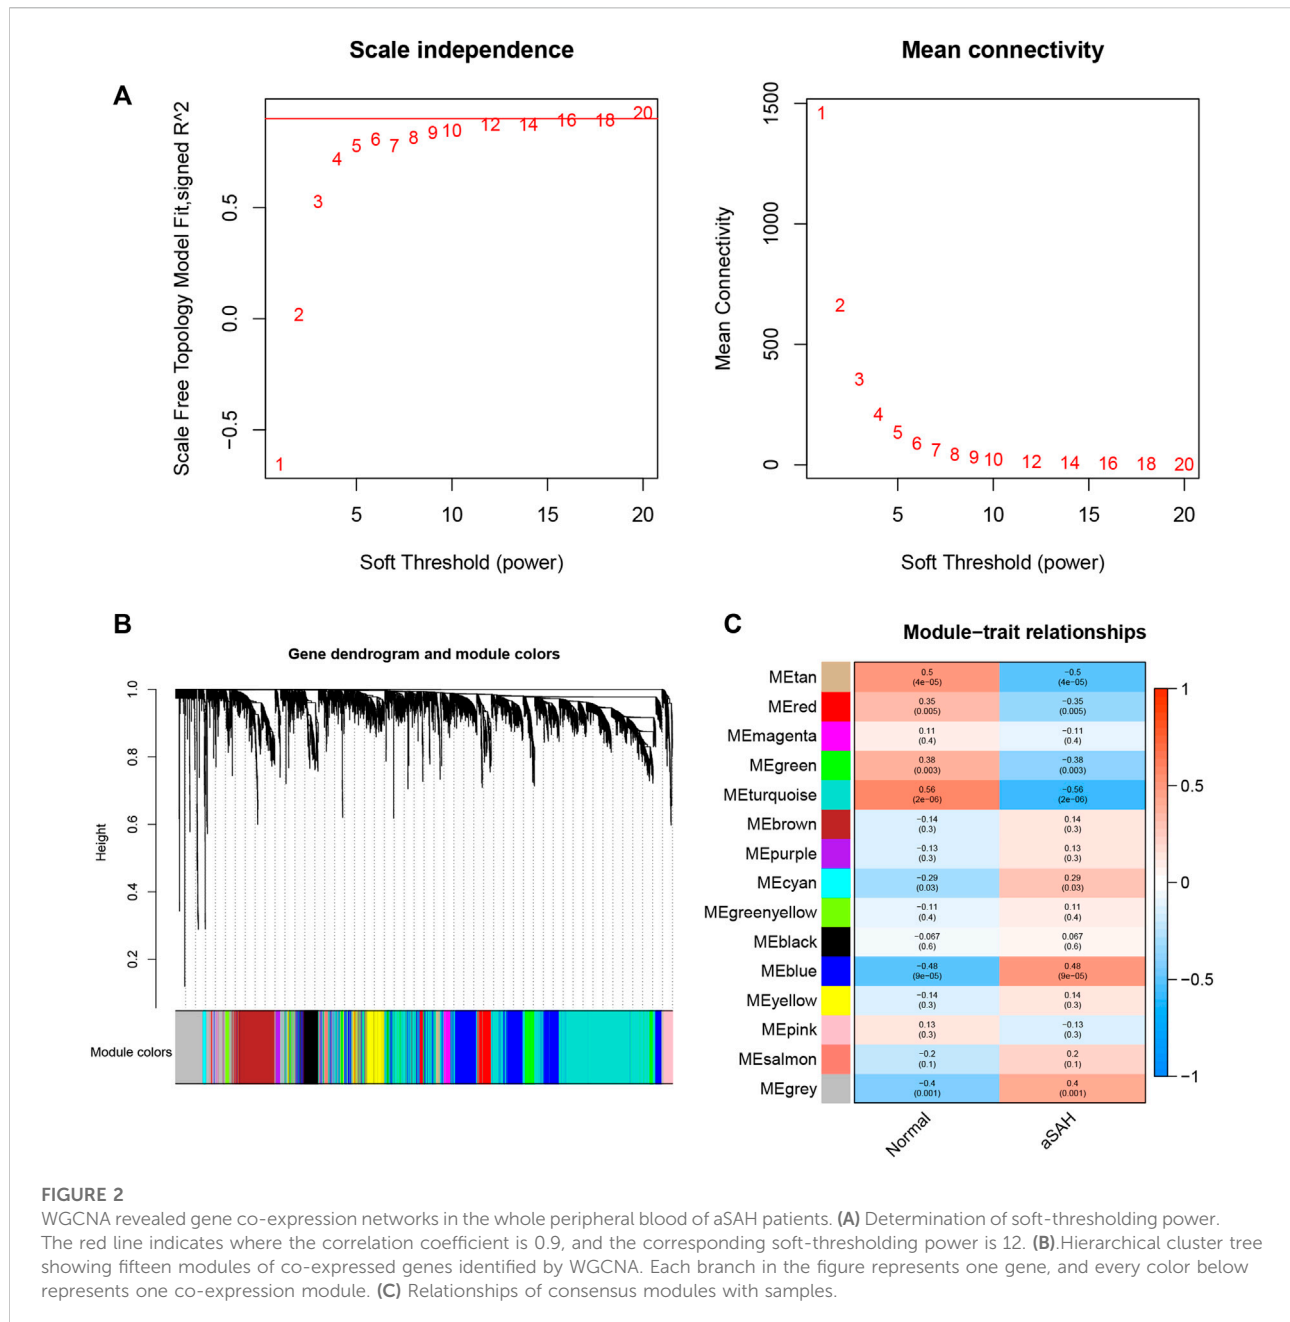 Scale independence
Mean connectivity
A
Scale Free Topology Model Fit,signed R^2
0.5
0.0
−0.5
1
2
3
4
5
6
7
8
9
10
12
14
16
18
20
5
10
15
20
Soft Threshold (power)
Mean Connectivity
1500
1000
500
0
1
2
3
4
5
6
7
8
9
10
12
14
16
18
20
5
10
15
20
Soft Threshold (power)
B
Gene dendrogram and module colors
Height
1.0
0.8
0.6
0.4
0.2
Module colors
C
Module−trait relationships
MEtan 0.5 −0.5
(4e−05) (4e−05)
MEred 0.35 −0.35
(0.005) (0.005)
MEmagenta 0.11 −0.11
(0.4) (0.4)
MEgreen 0.38 −0.38
(0.003) (0.003)
MEturquoise 0.56 −0.56
(2e−06) (2e−06)
MEbrown −0.14 0.14
(0.3) (0.3)
MEpurple −0.13 0.13
(0.3) (0.3)
MEcyan −0.29 0.29
(0.03) (0.03)
MEgreenyellow −0.11 0.11
(0.4) (0.4)
MEblack −0.067 0.067
(0.6) (0.6)
MEblue −0.48 0.48
(9e−05) (9e−05)
MEyellow −0.14 0.14
(0.3) (0.3)
MEpink 0.13 −0.13
(0.3) (0.3)
MEsalmon −0.2 0.2
(0.1) (0.1)
MEgrey −0.4 0.4
(0.001) (0.001)
Normal
aSAH
1
0.5
0
−0.5
−1
FIGURE 2
WGCNA revealed gene co-expression networks in the whole peripheral blood of aSAH patients. (A) Determination of soft-thresholding power.
The red line indicates where the correlation coefficient is 0.9, and the corresponding soft-thresholding power is 12. (B).Hierarchical cluster tree
showing fifteen modules of co-expressed genes identified by WGCNA. Each branch in the figure represents one gene, and every color below
represents one co-expression module. (C) Relationships of consensus modules with samples.